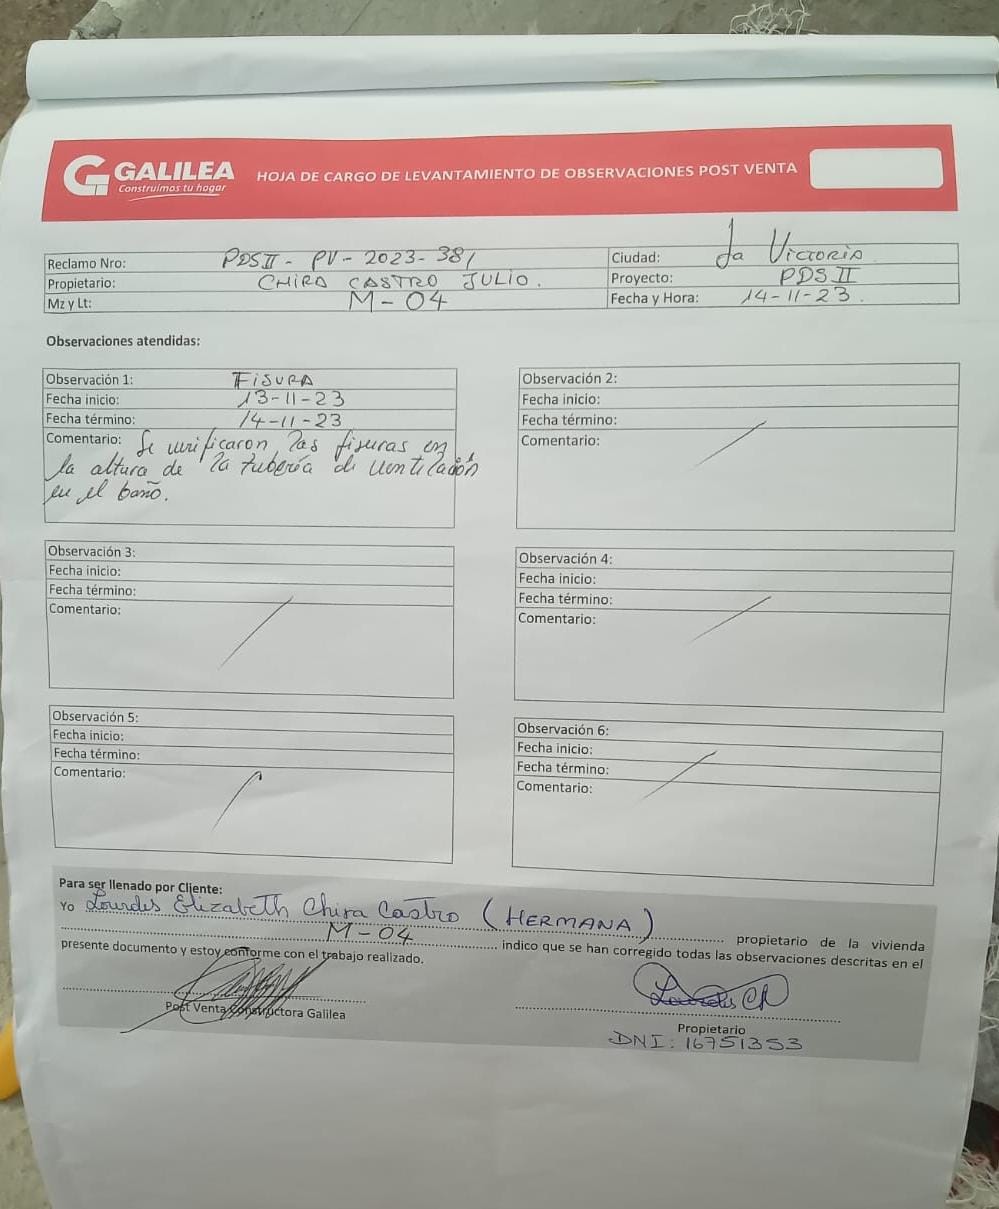 GALILEA
Construimos tu hogar
HOJA DE CARGO DE LEVANTAMIENTO DE OBSERVACIONES POST VENTA
Reclamo Nro: PDSII - PV - 2023 - 381
Ciudad: La Victoria
Propietario: CHIRA CASTRO JULIO.
Proyecto: PDS II
Mz y Lt: M - 04
Fecha y Hora: 14-11-23.
Observaciones atendidas:
Observación 1: FISURA
Fecha inicio: 13-11-23
Fecha término: 14-11-23
Comentario: Se verificaron las fisuras en
la altura de la tubería de ventilación
en el baño.
Observación 2:
Fecha inicio:
Fecha término:
Comentario:
Observación 3:
Fecha inicio:
Fecha término:
Comentario:
Observación 4:
Fecha inicio:
Fecha término:
Comentario:
Observación 5:
Fecha inicio:
Fecha término:
Comentario:
Observación 6:
Fecha inicio:
Fecha término:
Comentario:
Para ser llenado por Cliente:
Yo Lourdes Elizabeth Chira Castro (HERMANA) propietario de la vivienda
M - 04 indico que se han corregido todas las observaciones descritas en el
presente documento y estoy conforme con el trabajo realizado.
Post Venta Constructora Galilea
Lourdes
Propietario
DNI: 16751353